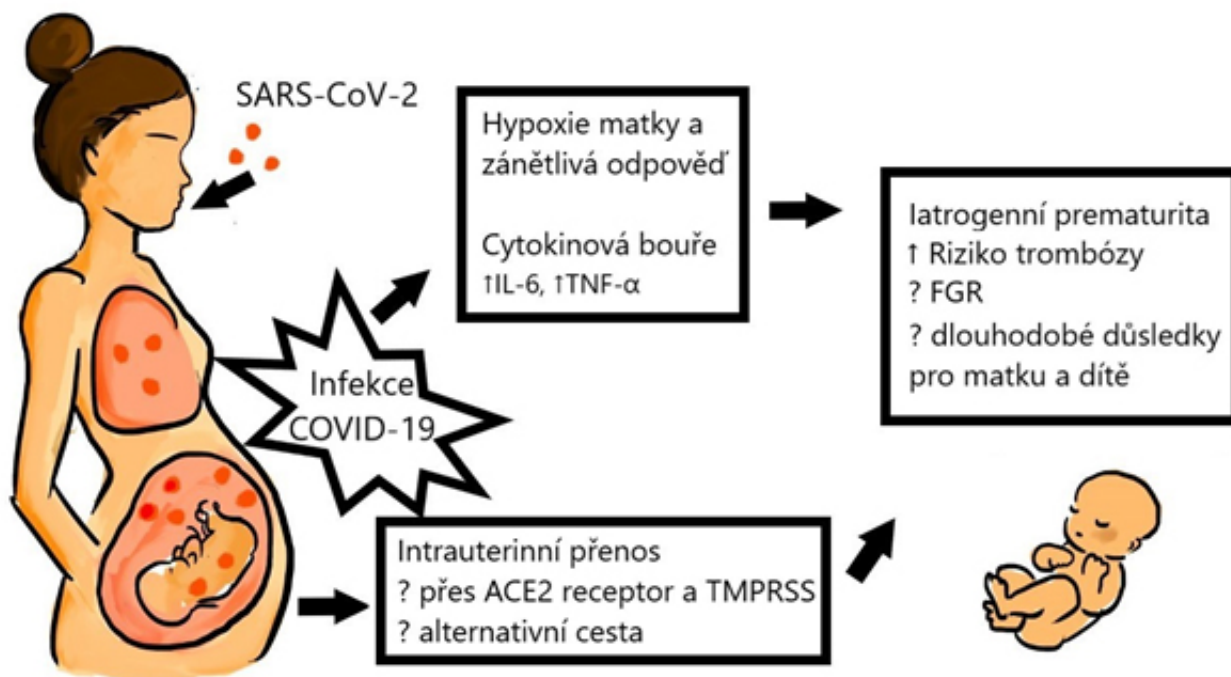 SARS-CoV-2
Hypoxie matky a
zánětlivá odpověď
Cytokinová bouře
↑IL-6, ↑TNF-α
Iatrogenní prematurita
↑ Riziko trombózy
? FGR
? dlouhodobé důsledky
pro matku a dítě
Infekce
COVID-19
Intrauterinní přenos
? přes ACE2 receptor a TMPRSS
? alternativní cesta